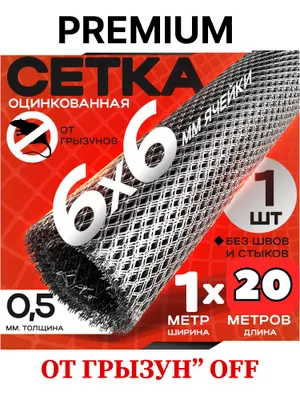 PREMIUM
СЕТКА
ОЦИНКОВАННАЯ
ОТ
ГРЫЗУНОВ
6x6
ММ ЯЧЕЙКИ
1
ШТ
БЕЗ ШВОВ
И СТЫКОВ
0,5
ММ. ТОЛЩИНА
1 x 20
МЕТР
ШИРИНА
МЕТРОВ
ДЛИНА
ОТ ГРЫЗУН” OFF